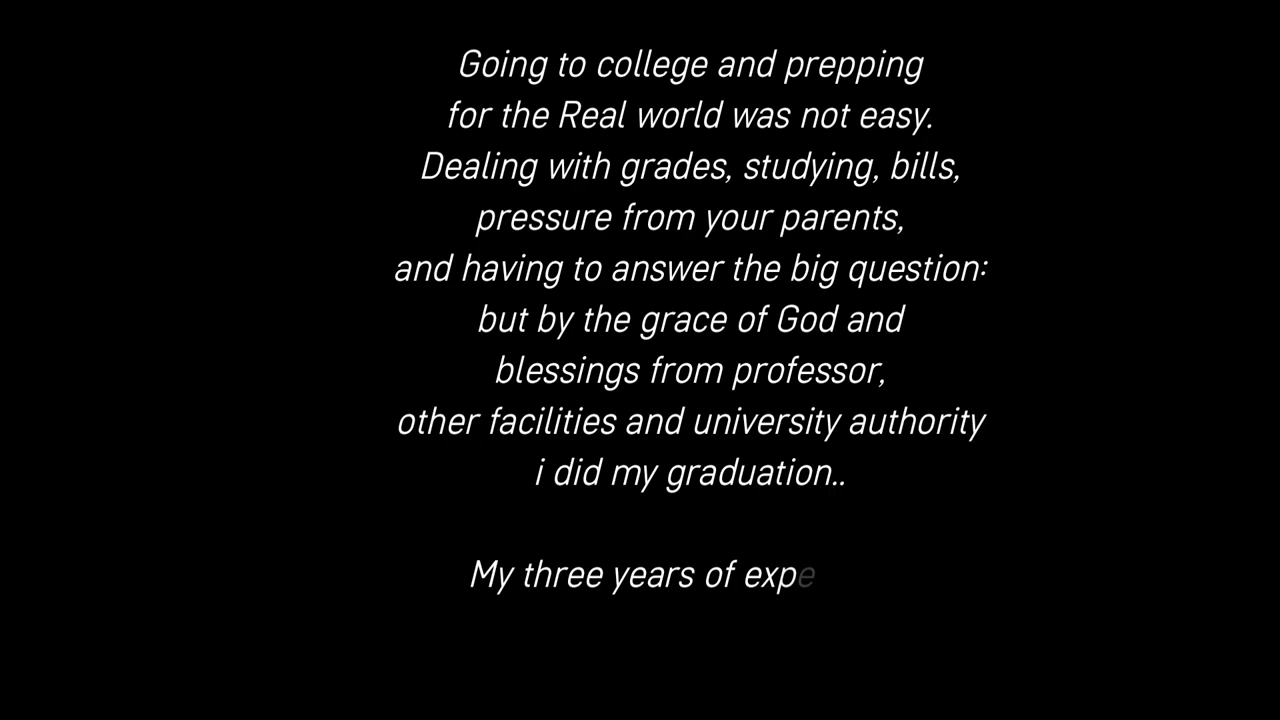 Going to college and prepping
for the Real world was not easy.
Dealing with grades, studying, bills,
pressure from your parents,
and having to answer the big question:
but by the grace of God and
blessings from professor,
other facilities and university authority
i did my graduation..
My three years of expe